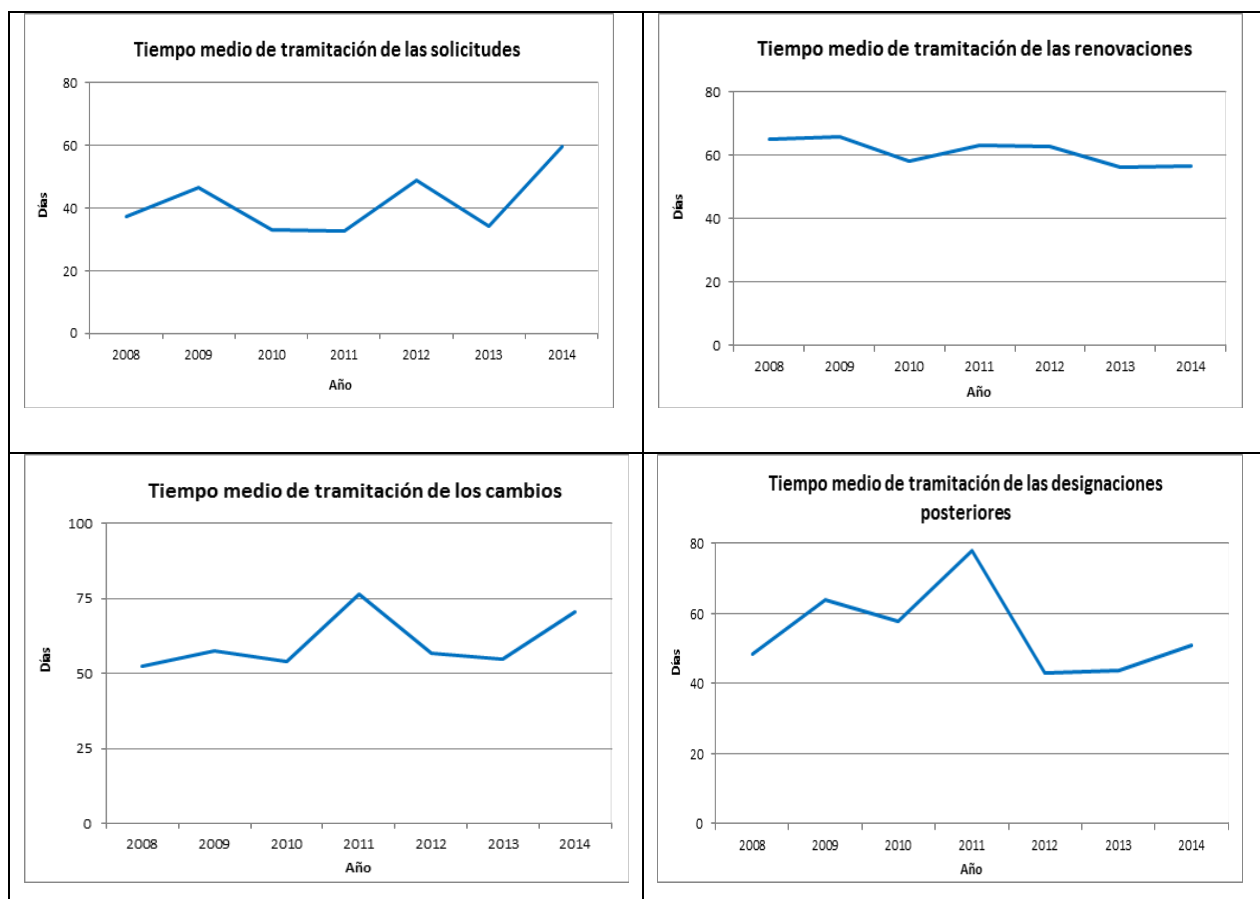 Tiempo medio de tramitación de las solicitudes
80
60
40
20
0
Días
2008 2009 2010 2011 2012 2013 2014
Año
Tiempo medio de tramitación de las renovaciones
80
60
40
20
0
Días
2008 2009 2010 2011 2012 2013 2014
Año
Tiempo medio de tramitación de los cambios
100
75
50
25
0
Días
2008 2009 2010 2011 2012 2013 2014
Año
Tiempo medio de tramitación de las designaciones
posteriores
80
60
40
20
0
Días
2008 2009 2010 2011 2012 2013 2014
Año